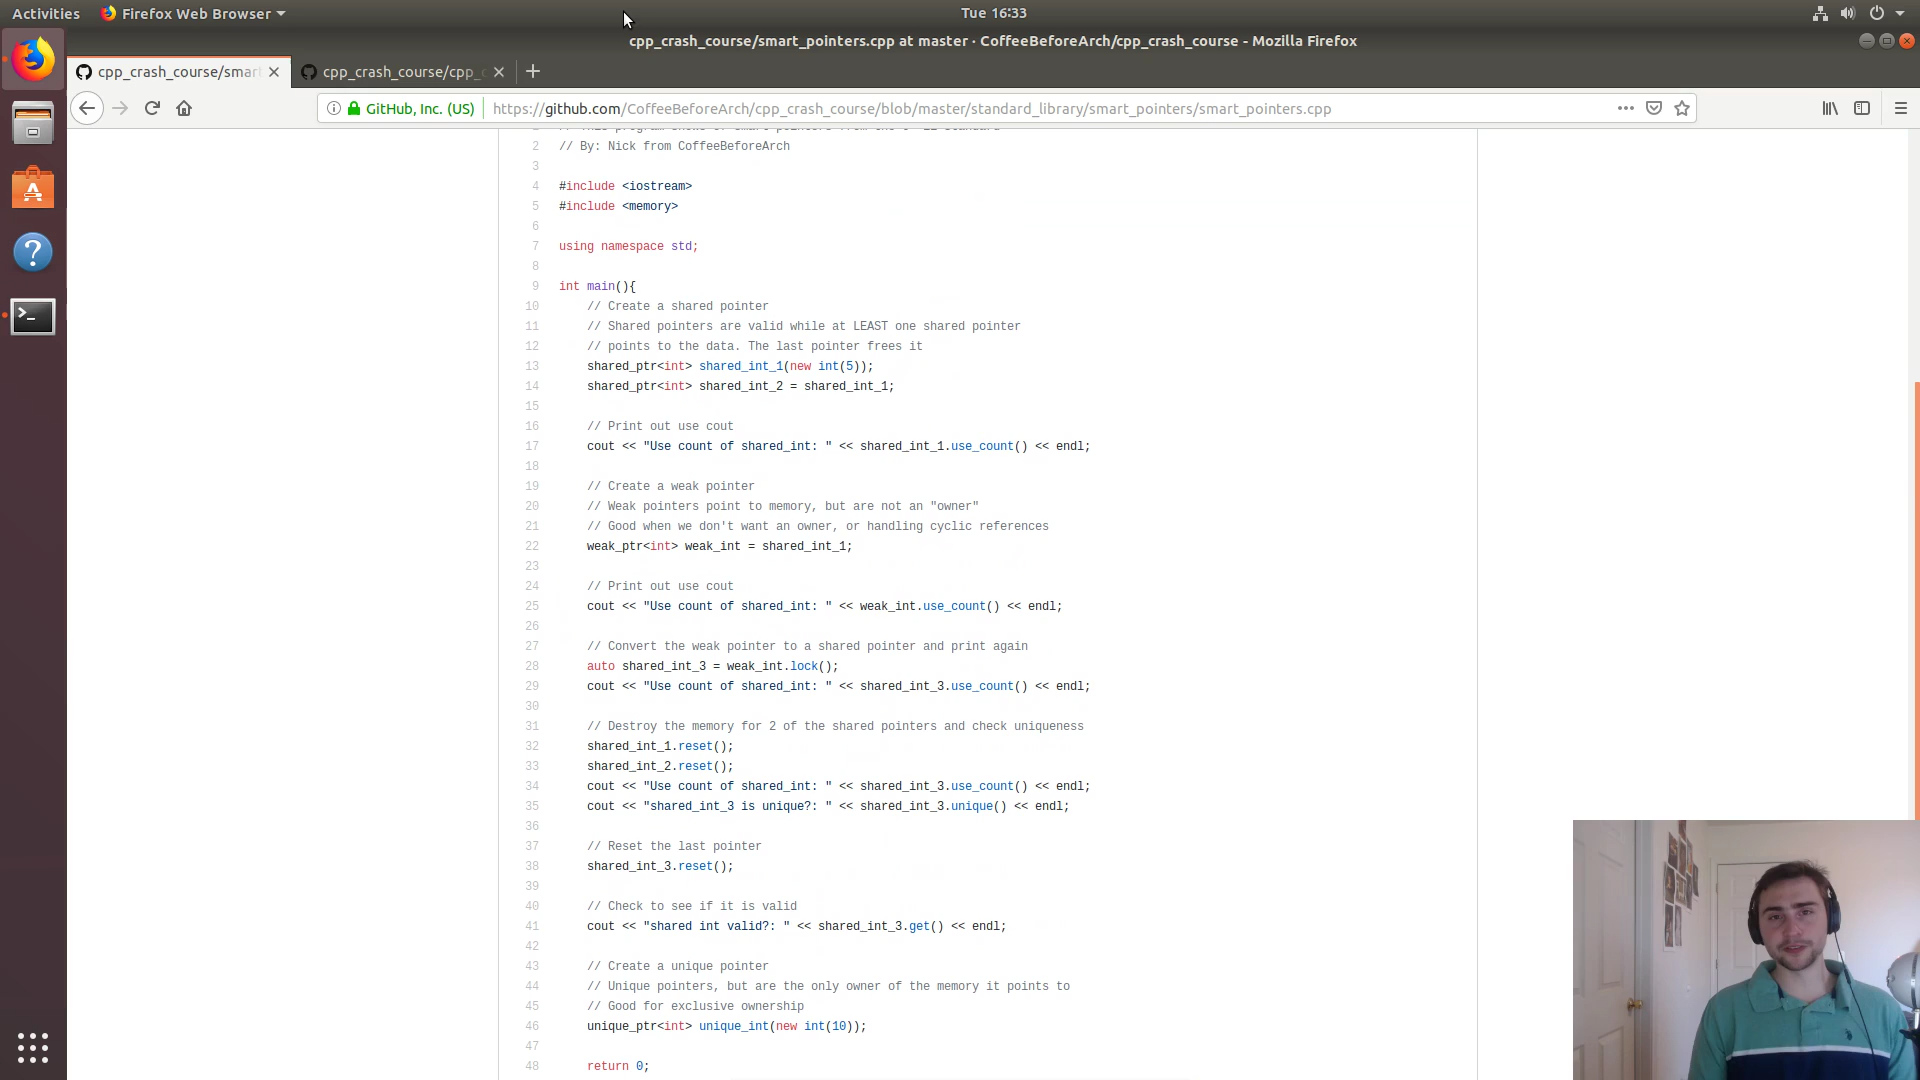 Activities
Firefox Web Browser
Tue 16:33
cpp_crash_course/smart_pointers.cpp at master · CoffeeBeforeArch/cpp_crash_course - Mozilla Firefox
cpp_crash_course/smar
cpp_crash_course/cpp_c
GitHub, Inc. (US)
https://github.com/CoffeeBeforeArch/cpp_crash_course/blob/master/standard_library/smart_pointers/smart_pointers.cpp
2 // By: Nick from CoffeeBeforeArch
3
4 #include <iostream>
5 #include <memory>
6
7 using namespace std;
8
9 int main(){
10 // Create a shared pointer
11 // Shared pointers are valid while at LEAST one shared pointer
12 // points to the data. The last pointer frees it
13 shared_ptr<int> shared_int_1(new int(5));
14 shared_ptr<int> shared_int_2 = shared_int_1;
15
16 // Print out use cout
17 cout << "Use count of shared_int: " << shared_int_1.use_count() << endl;
18
19 // Create a weak pointer
20 // Weak pointers point to memory, but are not an "owner"
21 // Good when we don't want an owner, or handling cyclic references
22 weak_ptr<int> weak_int = shared_int_1;
23
24 // Print out use cout
25 cout << "Use count of shared_int: " << weak_int.use_count() << endl;
26
27 // Convert the weak pointer to a shared pointer and print again
28 auto shared_int_3 = weak_int.lock();
29 cout << "Use count of shared_int: " << shared_int_3.use_count() << endl;
30
31 // Destroy the memory for 2 of the shared pointers and check uniqueness
32 shared_int_1.reset();
33 shared_int_2.reset();
34 cout << "Use count of shared_int: " << shared_int_3.use_count() << endl;
35 cout << "shared_int_3 is unique?: " << shared_int_3.unique() << endl;
36
37 // Reset the last pointer
38 shared_int_3.reset();
39
40 // Check to see if it is valid
41 cout << "shared int valid?: " << shared_int_3.get() << endl;
42
43 // Create a unique pointer
44 // Unique pointers, but are the only owner of the memory it points to
45 // Good for exclusive ownership
46 unique_ptr<int> unique_int(new int(10));
47
48 return 0;